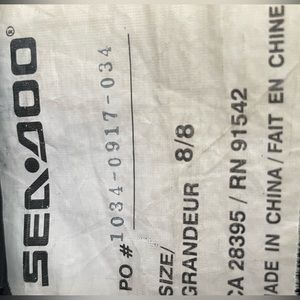 SEA-DOO®
PO # 1034-0917-034
SIZE/
GRANDEUR 8/8
CA 28395 / RN 91542
MADE IN CHINA / FAIT EN CHINE